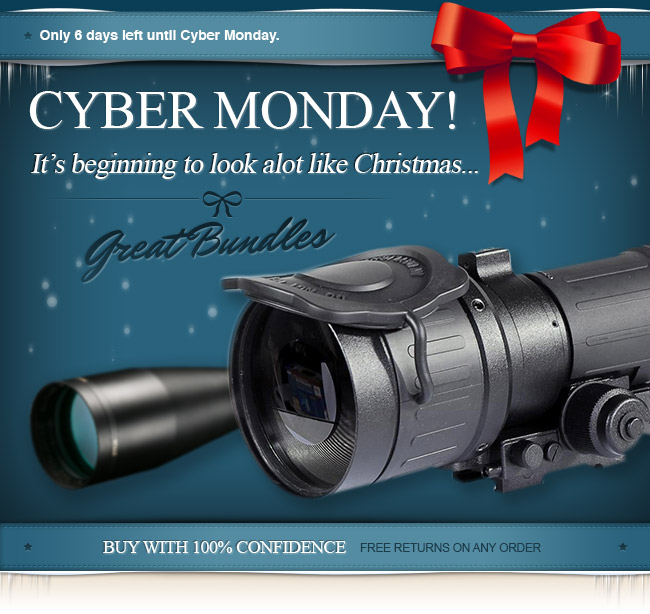 Only 6 days left until Cyber Monday.
CYBER MONDAY!
It's beginning to look alot like Christmas...
Great Bundles
BUY WITH 100% CONFIDENCE FREE RETURNS ON ANY ORDER